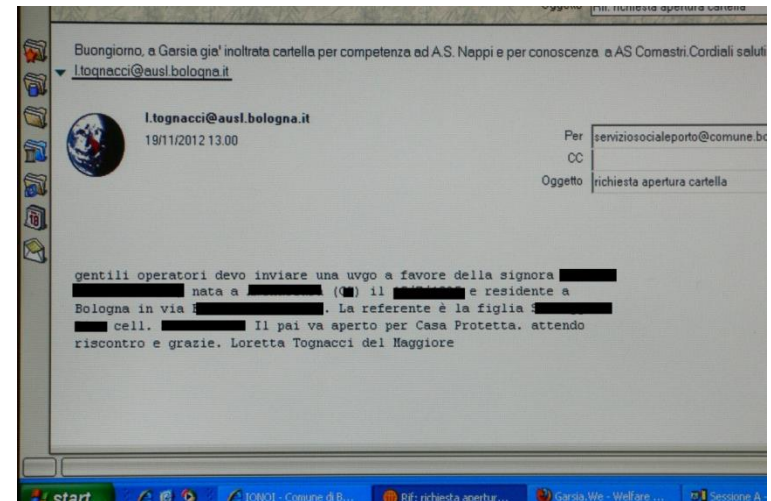 Oggetto Rif: richiesta apertura cartella
Buongiorno, a Garsia gia' inoltrata cartella per competenza ad A.S. Nappi e per conoscenza a AS Comastri.Cordiali saluti
l.tognacci@ausl.bologna.it
l.tognacci@ausl.bologna.it
19/11/2012 13.00
Per serviziosocialeporto@comune.bo
CC
Oggetto richiesta apertura cartella
18
gentili operatori devo inviare una uvgo a favore della signora
nata a ( ) il e residente a
Bologna in via . La referente è la figlia S
cell. Il pai va aperto per Casa Protetta. attendo
riscontro e grazie. Loretta Tognacci del Maggiore
start IONOI - Comune di B... Rif: richiesta apertur... Garsia.We - Welfare ... Sessione A